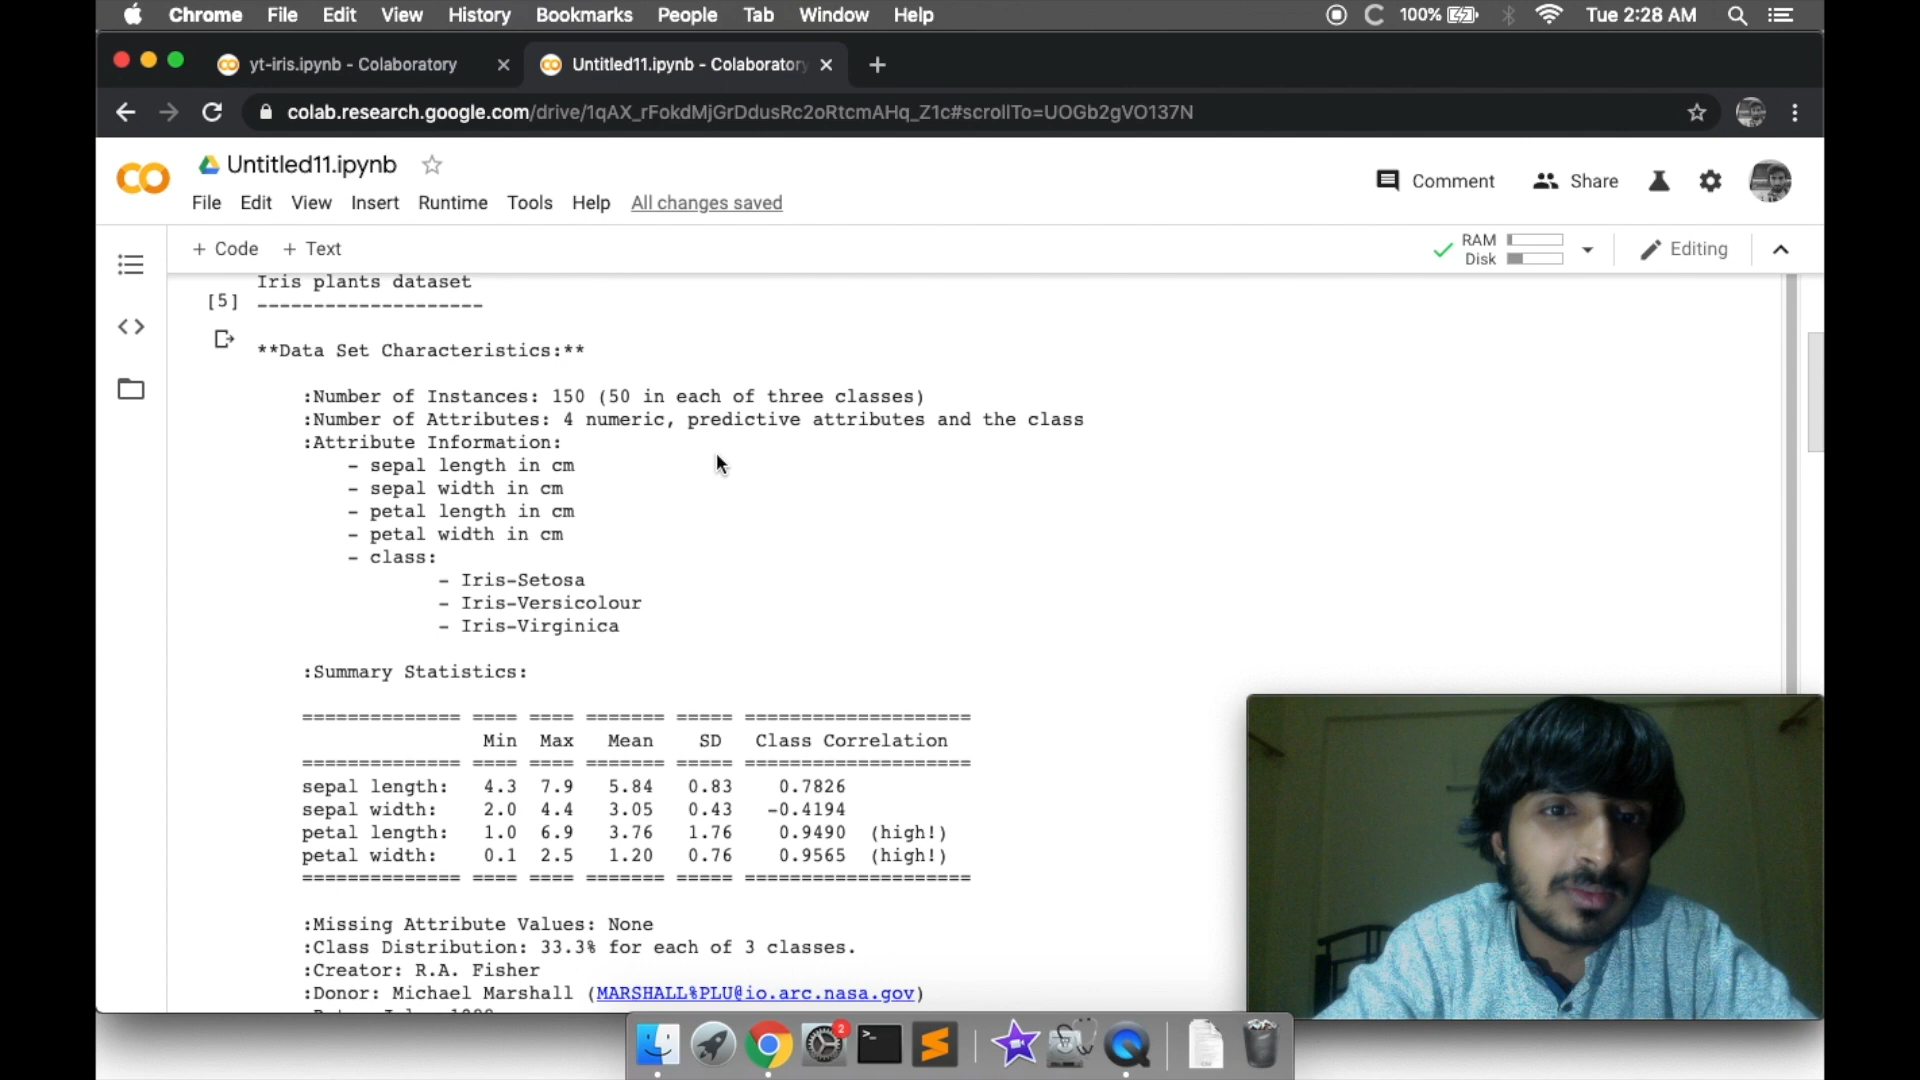 Chrome File Edit View History Bookmarks People Tab Window Help 100% Tue 2:28 AM
yt-iris.ipynb - Colaboratory Untitled11.ipynb - Colaboratory
colab.research.google.com/drive/1qAX_rFokdMjGrDdusRc2oRtcmAHq_Z1c#scrollTo=UOGb2gVO137N
Untitled11.ipynb
Comment Share
File Edit View Insert Runtime Tools Help All changes saved
+ Code + Text RAM Disk Editing
Iris plants dataset
[5] --------------------
**Data Set Characteristics:**
:Number of Instances: 150 (50 in each of three classes)
:Number of Attributes: 4 numeric, predictive attributes and the class
:Attribute Information:
- sepal length in cm
- sepal width in cm
- petal length in cm
- petal width in cm
- class:
- Iris-Setosa
- Iris-Versicolour
- Iris-Virginica
:Summary Statistics:
============== ==== ==== ======= ===== ====================
Min Max Mean SD Class Correlation
============== ==== ==== ======= ===== ====================
sepal length: 4.3 7.9 5.84 0.83 0.7826
sepal width: 2.0 4.4 3.05 0.43 -0.4194
petal length: 1.0 6.9 3.76 1.76 0.9490 (high!)
petal width: 0.1 2.5 1.20 0.76 0.9565 (high!)
============== ==== ==== ======= ===== ====================
:Missing Attribute Values: None
:Class Distribution: 33.3% for each of 3 classes.
:Creator: R.A. Fisher
:Donor: Michael Marshall (MARSHALL%PLU@io.arc.nasa.gov)
2